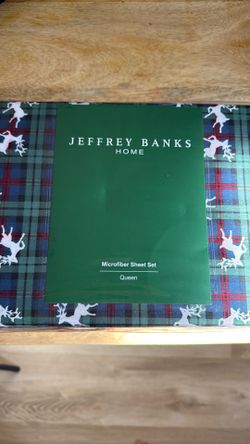 JEFFREY BANKS
HOME
Microfiber Sheet Set
Queen